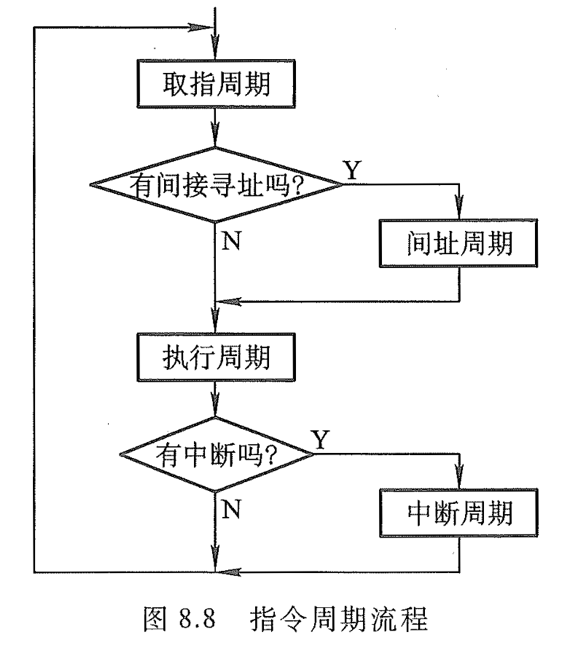 取指周期
有间接寻址吗?
Y
N
间址周期
执行周期
有中断吗?
Y
N
中断周期
图 8.8 指令周期流程